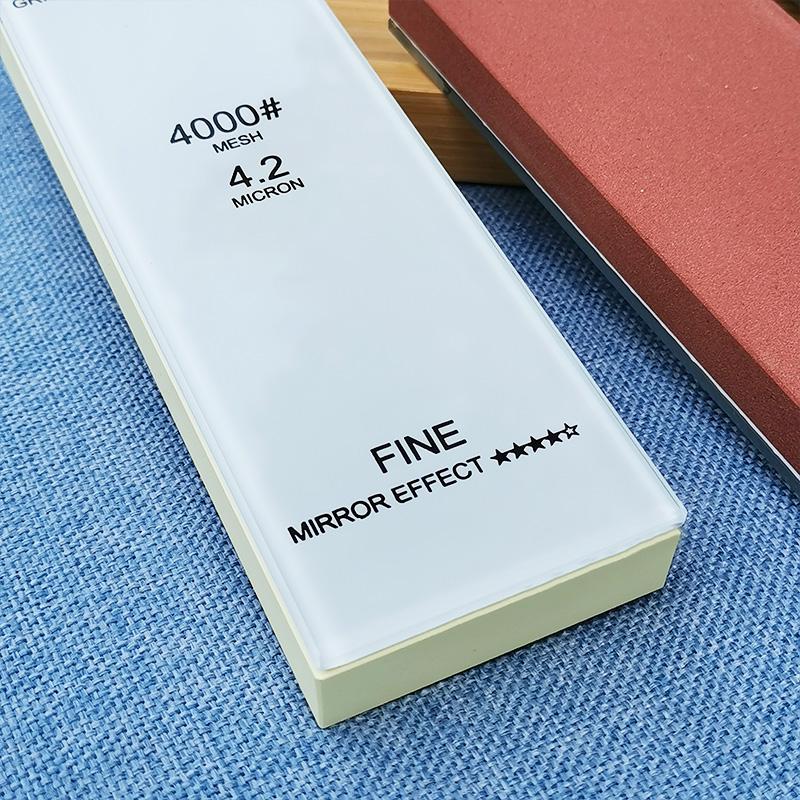 4000#
MESH
4.2
MICRON
FINE
MIRROR EFFECT ★★★★☆